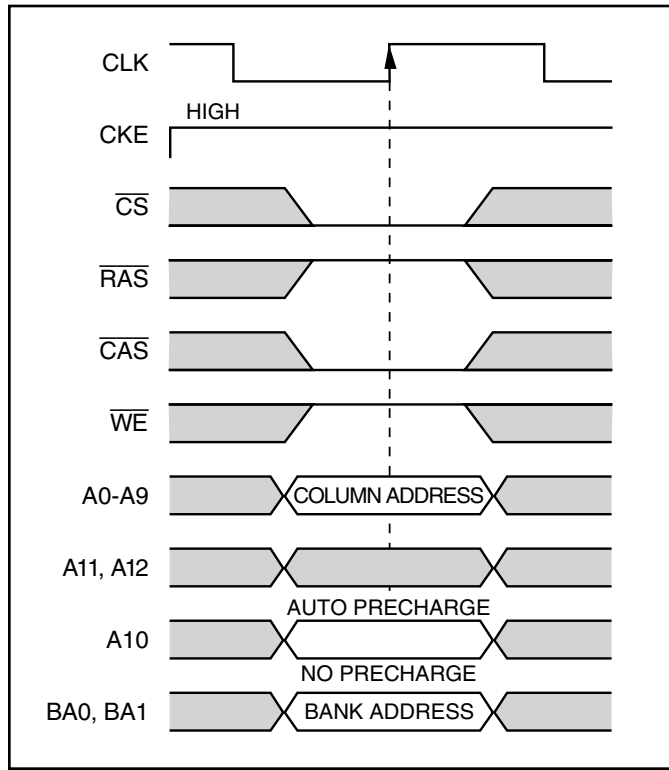 CLK
HIGH
CKE
CS
RAS
CAS
WE
A0-A9 COLUMN ADDRESS
A11, A12
AUTO PRECHARGE
A10
NO PRECHARGE
BA0, BA1 BANK ADDRESS